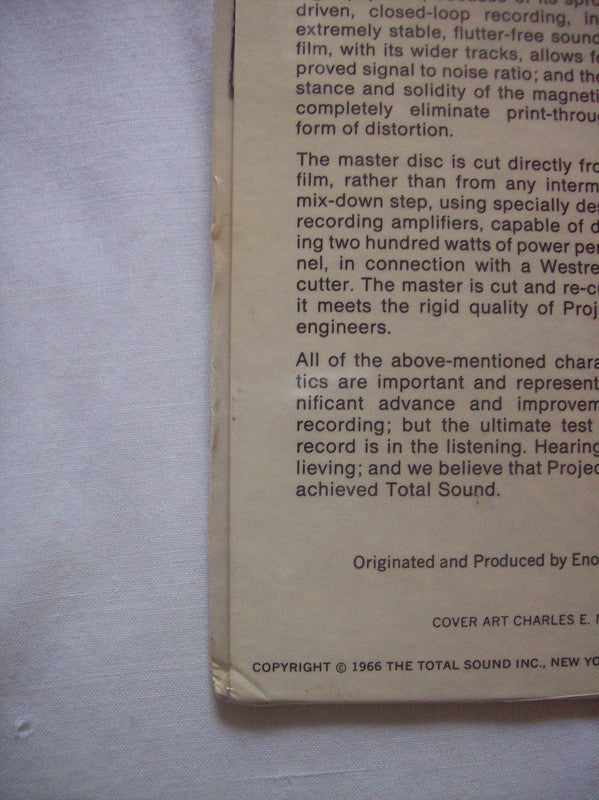 driven, closed-loop recording, in
extremely stable, flutter-free sound
film, with its wider tracks, allows fo
proved signal to noise ratio; and the
stance and solidity of the magneti
completely eliminate print-throu
form of distortion.
The master disc is cut directly fro
film, rather than from any interm
mix-down step, using specially des
recording amplifiers, capable of d
ing two hundred watts of power per
nel, in connection with a Westre
cutter. The master is cut and re-cu
it meets the rigid quality of Proj
engineers.
All of the above-mentioned chara
tics are important and represent
nificant advance and improvem
recording; but the ultimate test
record is in the listening. Hearing
lieving; and we believe that Projec
achieved Total Sound.
Originated and Produced by Eno
COVER ART CHARLES E.
COPYRIGHT © 1966 THE TOTAL SOUND INC., NEW YO